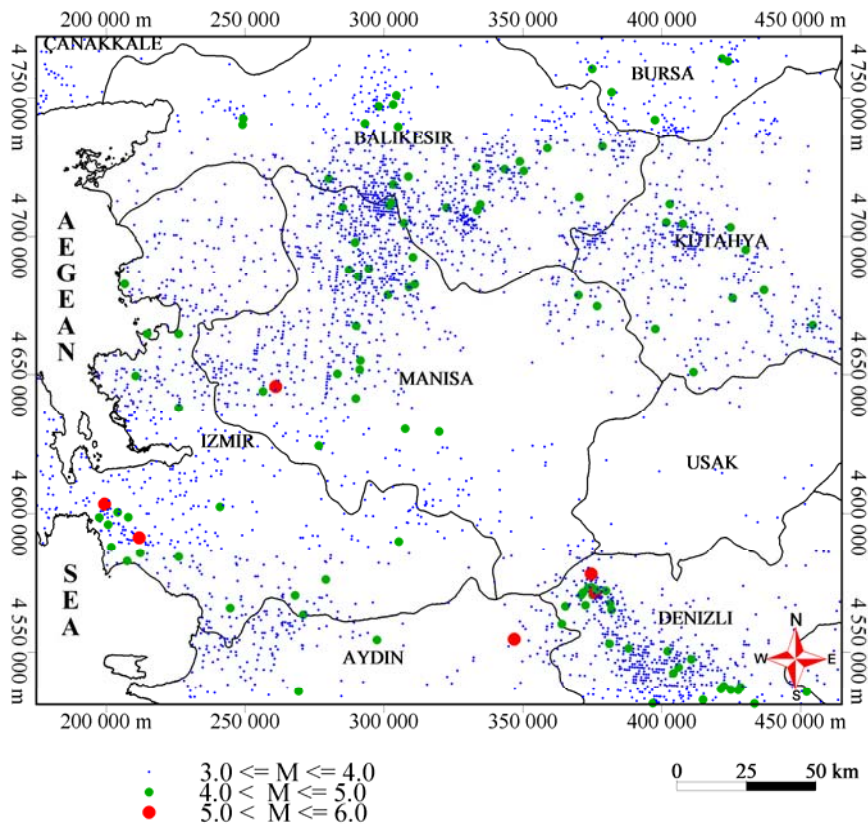 200 000 m 250 000 m 300 000 m 350 000 m 400 000 m 450 000 m
ÇANAKKALE
BURSA
BALIKESIR
KÜTAHYA
AEGEAN
SEA
MANISA
IZMIR
USAK
DENIZLI
AYDIN
N
W E
S
4 750 000 m
4 700 000 m
4 650 000 m
4 600 000 m
4 550 000 m
4 750 000 m
4 700 000 m
4 650 000 m
4 600 000 m
4 550 000 m
200 000 m 250 000 m 300 000 m 350 000 m 400 000 m 450 000 m
3.0 <= M <= 4.0
4.0 < M <= 5.0
5.0 < M <= 6.0
0 25 50 km